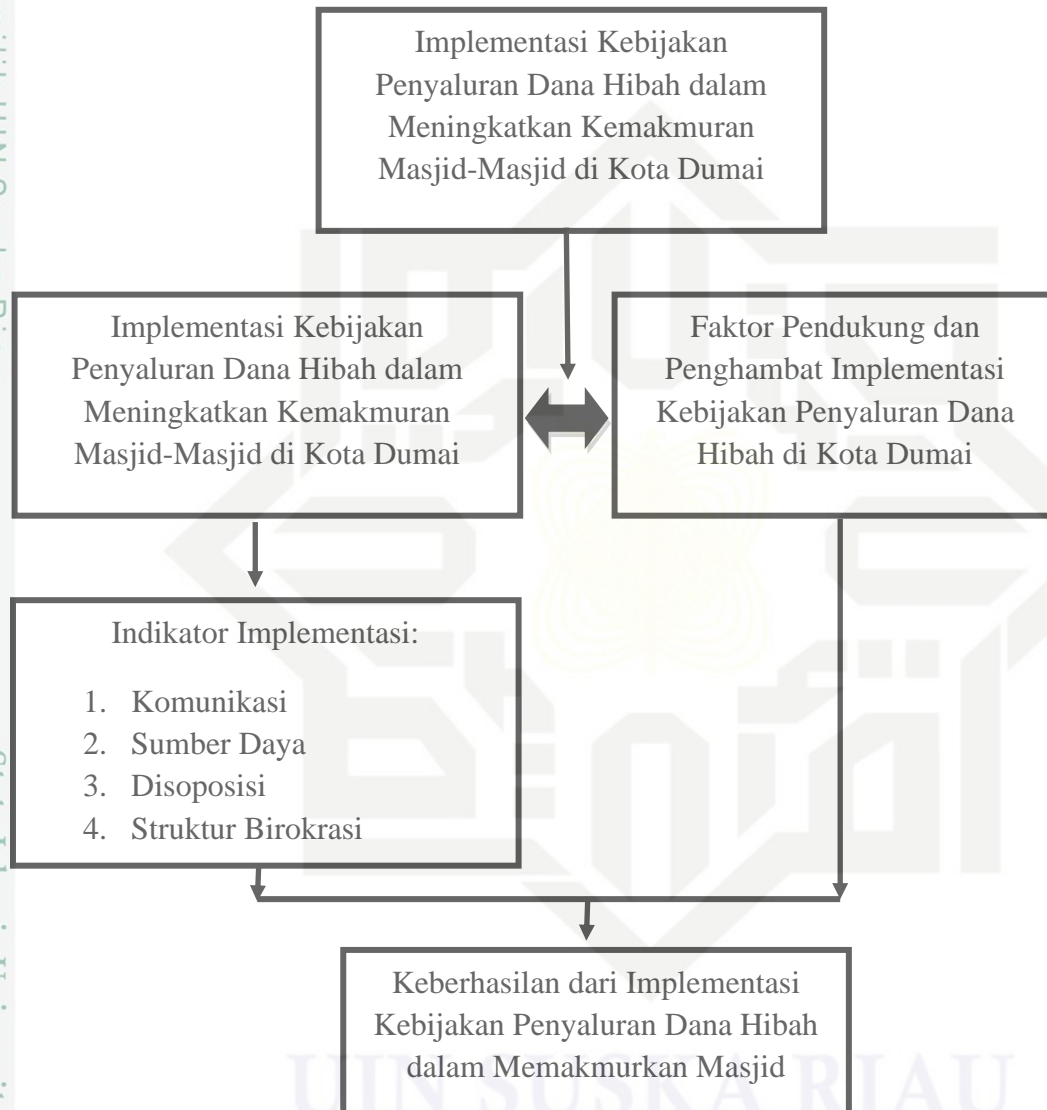 Implementasi Kebijakan
Penyaluran Dana Hibah dalam
Meningkatkan Kemakmuran
Masjid-Masjid di Kota Dumai
Implementasi Kebijakan
Penyaluran Dana Hibah dalam
Meningkatkan Kemakmuran
Masjid-Masjid di Kota Dumai
Faktor Pendukung dan
Penghambat Implementasi
Kebijakan Penyaluran Dana
Hibah di Kota Dumai
Indikator Implementasi:
1. Komunikasi
2. Sumber Daya
3. Disoposisi
4. Struktur Birokrasi
Keberhasilan dari Implementasi
Kebijakan Penyaluran Dana Hibah
dalam Memakmurkan Masjid
UIN SUSKA RIAU